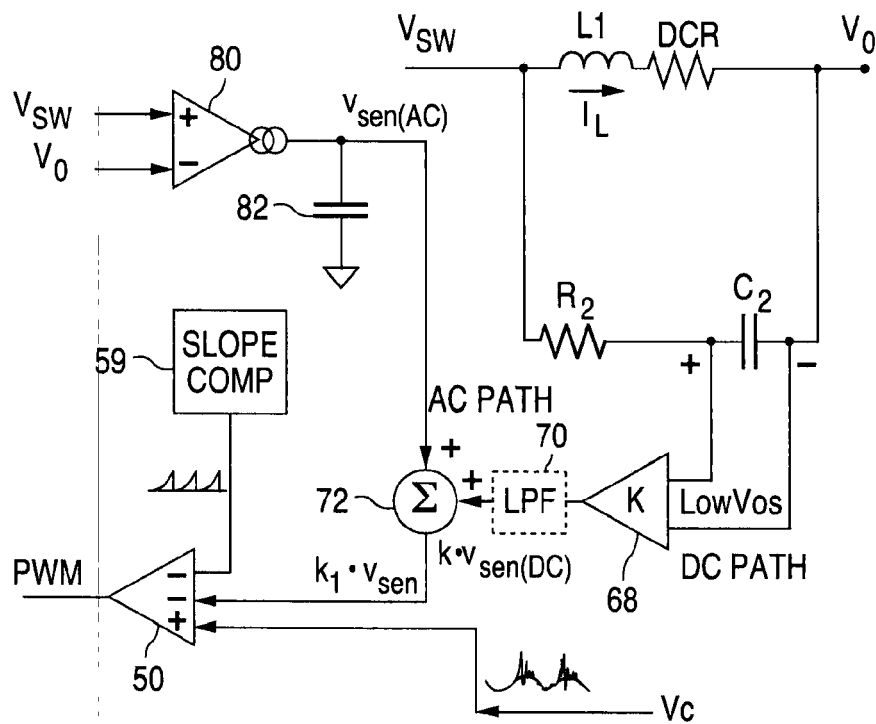 L1
V_SW
DCR
V_0
80
V_SW
+
v_sen(AC)
I_L
V_0
−
82
R_2
C_2
+
−
59
SLOPE
COMP
AC PATH
+
70
+
72
Σ
LPF
K
LowVos
k•v_sen(DC)
DC PATH
68
PWM
−
k_1•v_sen
−
+
50
Vc